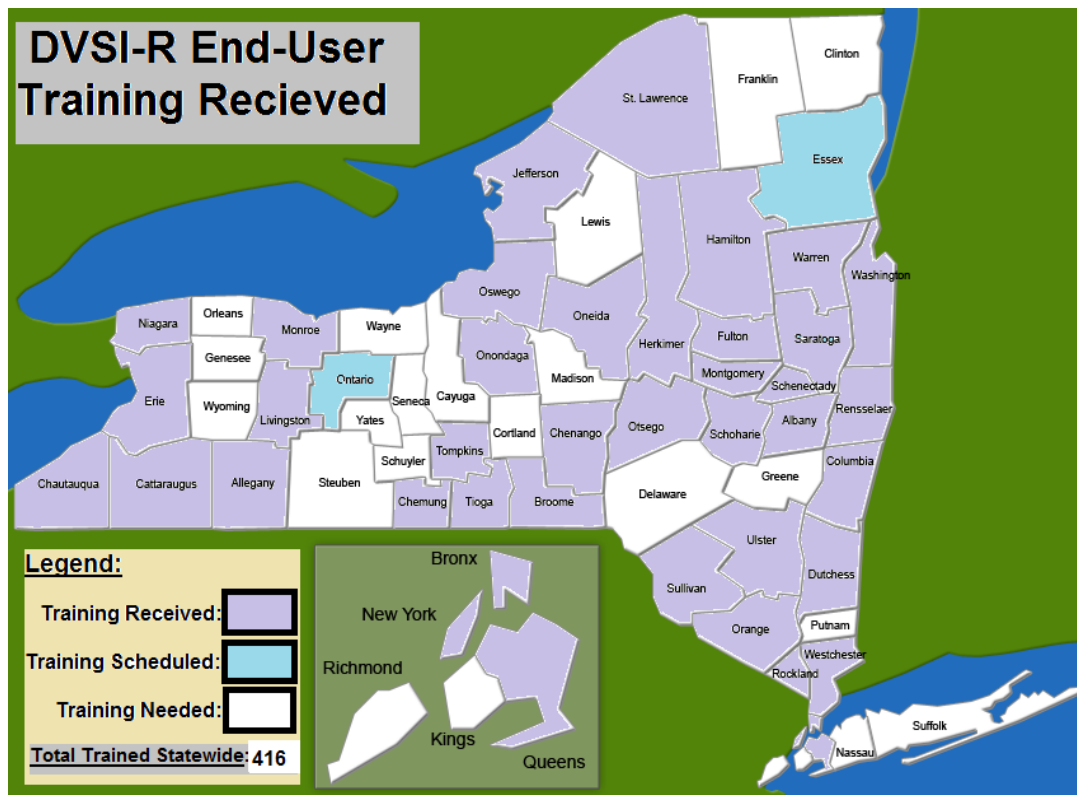 DVSI-R End-User
Training Recieved
Clinton
Franklin
St. Lawrence
Essex
Jefferson
Lewis
Hamilton
Warren
Washington
Oswego
Oneida
Herkimer
Fulton
Saratoga
Niagara
Orleans
Monroe
Wayne
Genesee
Onondaga
Madison
Montgomery
Schenectady
Ontario
Seneca
Cayuga
Erie
Wyoming
Livingston
Yates
Cortland
Chenango
Otsego
Schoharie
Albany
Rensselaer
Schuyler
Tompkins
Columbia
Chautauqua
Cattaraugus
Allegany
Steuben
Chemung
Tioga
Broome
Delaware
Greene
Ulster
Sullivan
Dutchess
Orange
Putnam
Westchester
Rockland
Suffolk
Nassau
Legend:
Training Received:
Training Scheduled:
Training Needed:
Total Trained Statewide: 416
Bronx
New York
Richmond
Kings
Queens